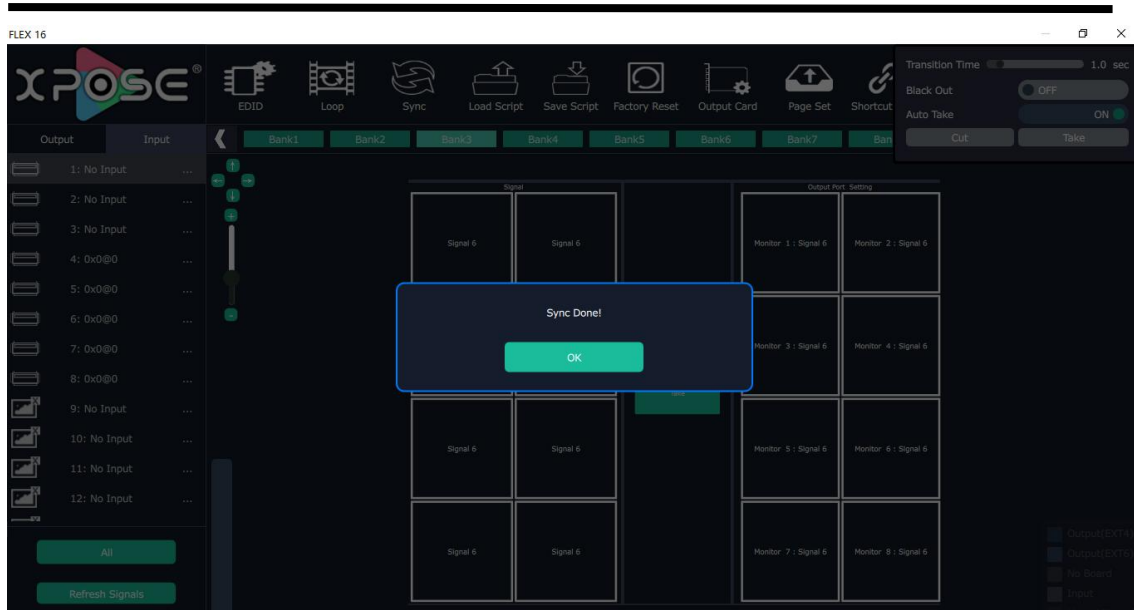 FLEX 16
XPOSE®
EDID
Loop
Sync
Load Script
Save Script
Factory Reset
Output Card
Page Set
Shortcut
Transition Time
1.0 sec
Black Out
OFF
Auto Take
ON
Cut
Take
Output
Input
Bank1
Bank2
Bank3
Bank4
Bank5
Bank6
Bank7
Ban
1: No Input ...
2: No Input ...
3: No Input ...
4: 0x0@0 ...
5: 0x0@0 ...
6: 0x0@0 ...
7: 0x0@0 ...
8: 0x0@0 ...
9: No Input ...
10: No Input ...
11: No Input ...
12: No Input ...
All
Refresh Signals
Signal
Output Port Setting
Signal 6
Signal 6
Monitor 1 : Signal 6
Monitor 2 : Signal 6
Sync Done!
OK
Monitor 3 : Signal 6
Monitor 4 : Signal 6
Signal 6
Signal 6
Monitor 5 : Signal 6
Monitor 6 : Signal 6
Signal 6
Signal 6
Monitor 7 : Signal 6
Monitor 8 : Signal 6
Output(EXT4)
Output(EXT6)
No Board
Input